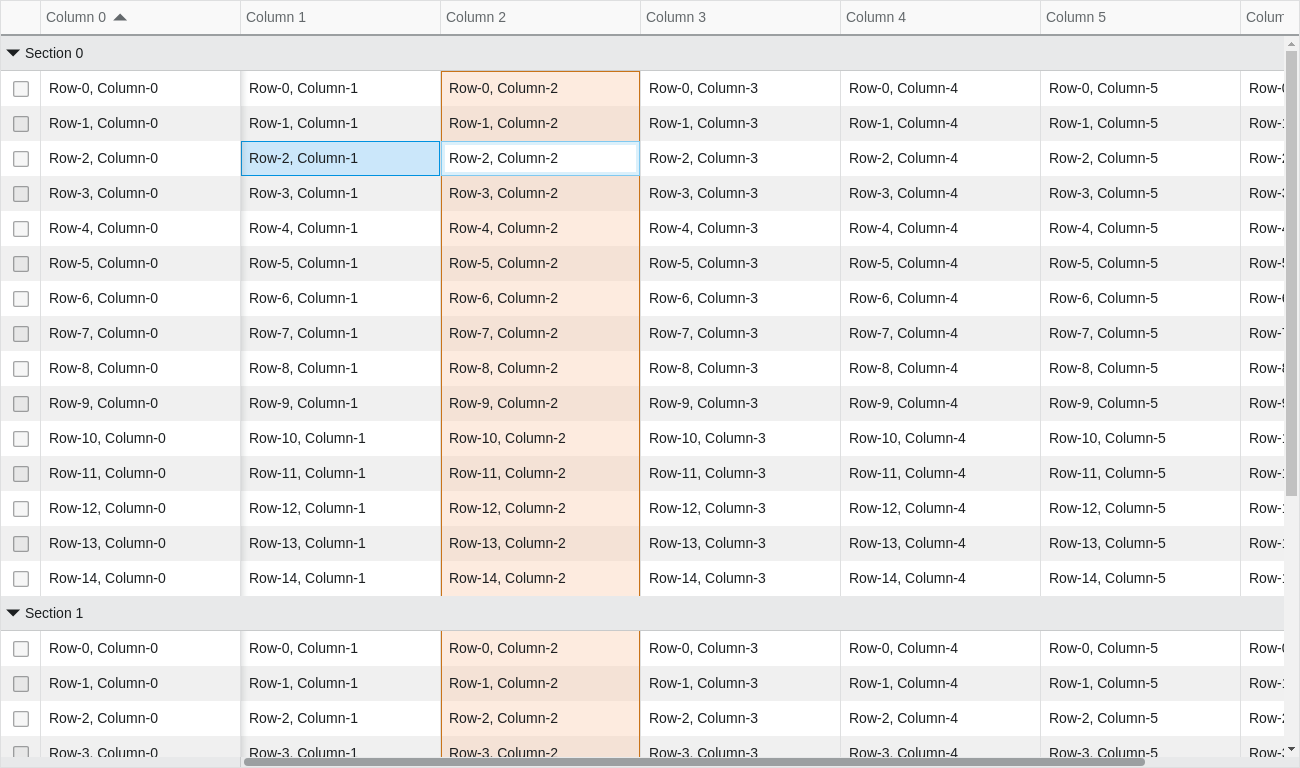 Column 0 Column 1 Column 2 Column 3 Column 4 Column 5 Colum
Section 0
Row-0, Column-0 Row-0, Column-1 Row-0, Column-2 Row-0, Column-3 Row-0, Column-4 Row-0, Column-5
Row-1, Column-0 Row-1, Column-1 Row-1, Column-2 Row-1, Column-3 Row-1, Column-4 Row-1, Column-5
Row-2, Column-0 Row-2, Column-1 Row-2, Column-2 Row-2, Column-3 Row-2, Column-4 Row-2, Column-5
Row-3, Column-0 Row-3, Column-1 Row-3, Column-2 Row-3, Column-3 Row-3, Column-4 Row-3, Column-5
Row-4, Column-0 Row-4, Column-1 Row-4, Column-2 Row-4, Column-3 Row-4, Column-4 Row-4, Column-5
Row-5, Column-0 Row-5, Column-1 Row-5, Column-2 Row-5, Column-3 Row-5, Column-4 Row-5, Column-5
Row-6, Column-0 Row-6, Column-1 Row-6, Column-2 Row-6, Column-3 Row-6, Column-4 Row-6, Column-5
Row-7, Column-0 Row-7, Column-1 Row-7, Column-2 Row-7, Column-3 Row-7, Column-4 Row-7, Column-5
Row-8, Column-0 Row-8, Column-1 Row-8, Column-2 Row-8, Column-3 Row-8, Column-4 Row-8, Column-5
Row-9, Column-0 Row-9, Column-1 Row-9, Column-2 Row-9, Column-3 Row-9, Column-4 Row-9, Column-5
Row-10, Column-0 Row-10, Column-1 Row-10, Column-2 Row-10, Column-3 Row-10, Column-4 Row-10, Column-5
Row-11, Column-0 Row-11, Column-1 Row-11, Column-2 Row-11, Column-3 Row-11, Column-4 Row-11, Column-5
Row-12, Column-0 Row-12, Column-1 Row-12, Column-2 Row-12, Column-3 Row-12, Column-4 Row-12, Column-5
Row-13, Column-0 Row-13, Column-1 Row-13, Column-2 Row-13, Column-3 Row-13, Column-4 Row-13, Column-5
Row-14, Column-0 Row-14, Column-1 Row-14, Column-2 Row-14, Column-3 Row-14, Column-4 Row-14, Column-5
Section 1
Row-0, Column-0 Row-0, Column-1 Row-0, Column-2 Row-0, Column-3 Row-0, Column-4 Row-0, Column-5
Row-1, Column-0 Row-1, Column-1 Row-1, Column-2 Row-1, Column-3 Row-1, Column-4 Row-1, Column-5
Row-2, Column-0 Row-2, Column-1 Row-2, Column-2 Row-2, Column-3 Row-2, Column-4 Row-2, Column-5
Row-3, Column-0 Row-3, Column-1 Row-3, Column-2 Row-3, Column-3 Row-3, Column-4 Row-3, Column-5